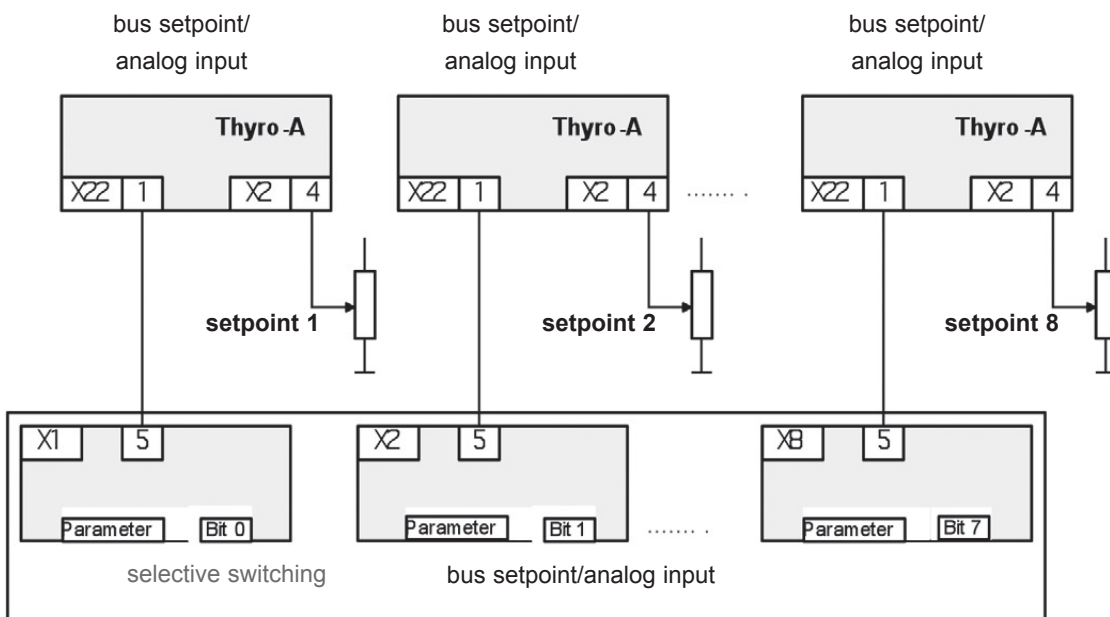 bus setpoint/ bus setpoint/ bus setpoint/
analog input analog input analog input
Thyro-A Thyro-A Thyro-A
X22 1 X2 4 X22 1 X2 4 ....... . X22 1 X2 4
setpoint 1 setpoint 2 setpoint 8
X1 5 X2 5 X8 5
Parameter Bit 0 Parameter Bit 1 ....... . Parameter Bit 7
selective switching bus setpoint/analog input